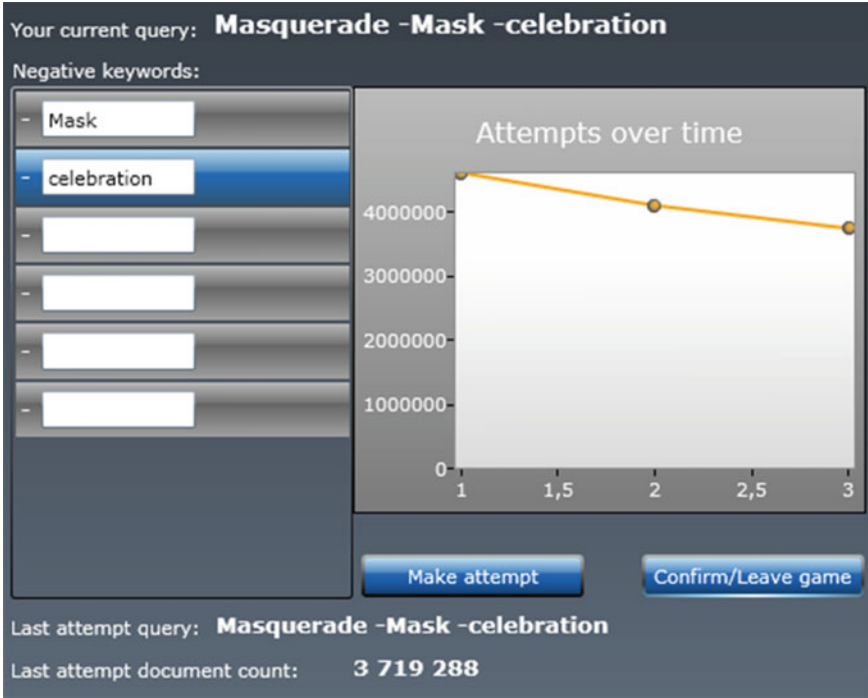 Your current query: Masquerade -Mask -celebration
Negative keywords:
- Mask
- celebration
-
-
-
-
Attempts over time
4000000
3000000
2000000
1000000
0
1 1,5 2 2,5 3
Make attempt Confirm/Leave game
Last attempt query: Masquerade -Mask -celebration
Last attempt document count: 3 719 288